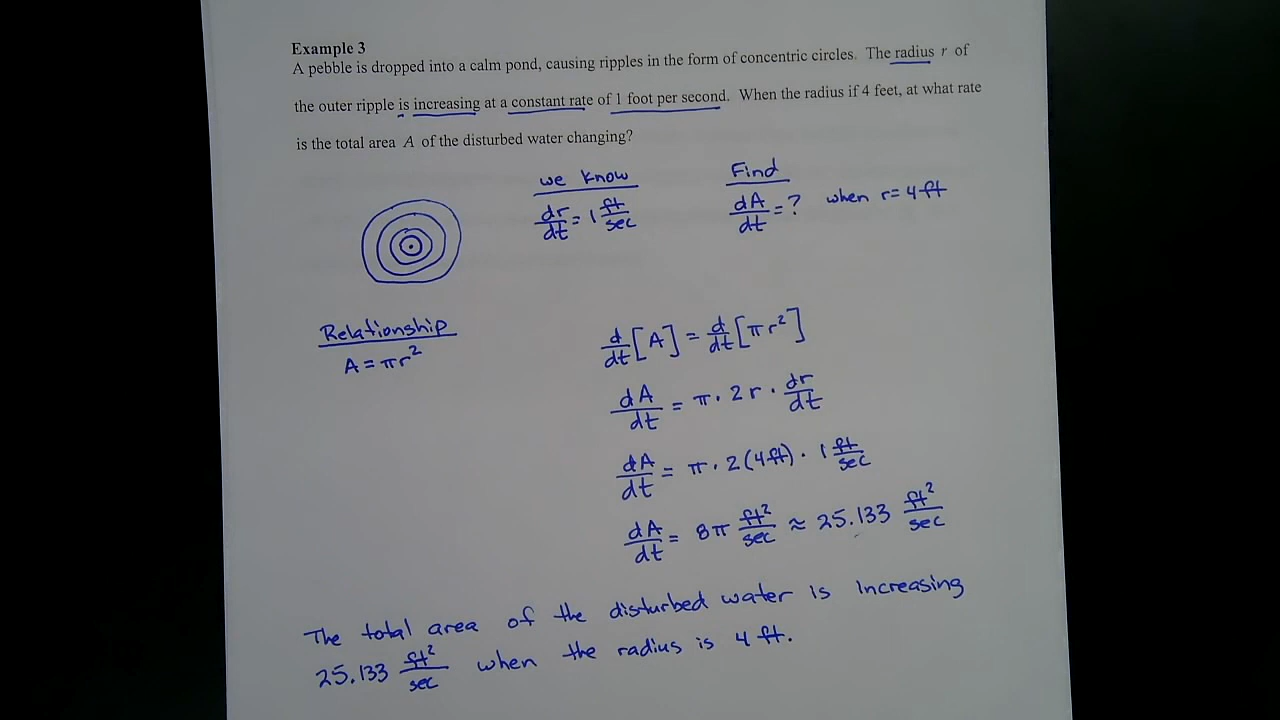 Example 3
A pebble is dropped into a calm pond, causing ripples in the form of concentric circles. The radius r of
the outer ripple is increasing at a constant rate of 1 foot per second. When the radius if 4 feet, at what rate
is the total area A of the disturbed water changing?
we know
dr/dt = 1 ft/sec
Find
dA/dt = ? when r = 4 ft
Relationship
A = πr²
d/dt [A] = d/dt [πr²]
dA/dt = π · 2r · dr/dt
dA/dt = π · 2(4ft) · 1 ft/sec
dA/dt = 8π ft²/sec ≈ 25.133 ft²/sec
The total area of the disturbed water is increasing
25.133 ft²/sec when the radius is 4 ft.